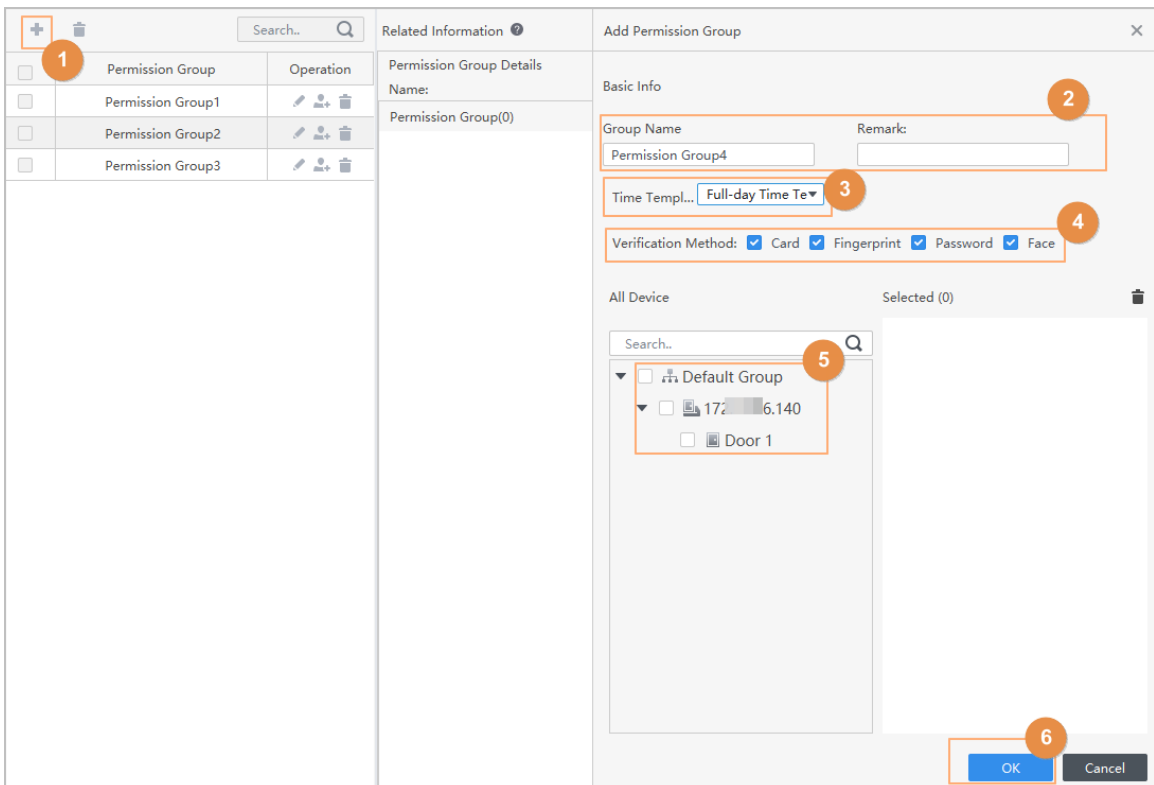 Search..
Related Information
Add Permission Group
1
Permission Group
Operation
Permission Group Details
Name:
Permission Group1
Permission Group(0)
Permission Group2
Permission Group3
Basic Info
2
Group Name
Remark:
Permission Group4
Time Templ...
Full-day Time Te
3
4
Verification Method:
Card
Fingerprint
Password
Face
All Device
Selected (0)
Search..
5
Default Group
172 6.140
Door 1
6
OK
Cancel